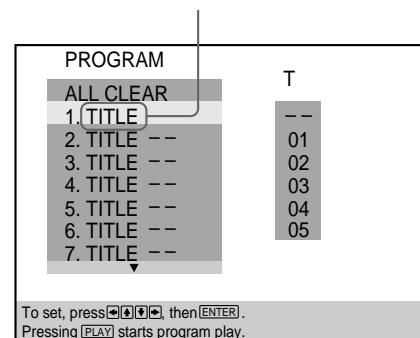 PROGRAM
T
ALL CLEAR
1. TITLE
– –
2. TITLE – –
01
3. TITLE – –
02
4. TITLE – –
03
5. TITLE – –
04
6. TITLE – –
05
7. TITLE – –
To set, press ←↑↓→, then ENTER.
Pressing PLAY starts program play.